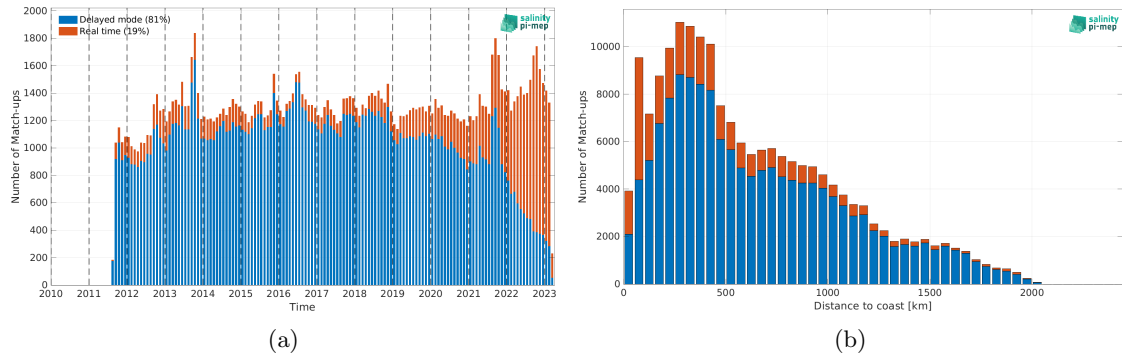 Delayed mode (81%)
Real time (19%)
salinity
pi-mep
Number of Match-ups
2000
1800
1600
1400
1200
1000
800
600
400
200
0
2010 2011 2012 2013 2014 2015 2016 2017 2018 2019 2020 2021 2022 2023
Time
(a)
salinity
pi-mep
Number of Match-ups
10000
8000
6000
4000
2000
0
0 500 1000 1500 2000
Distance to coast [km]
(b)